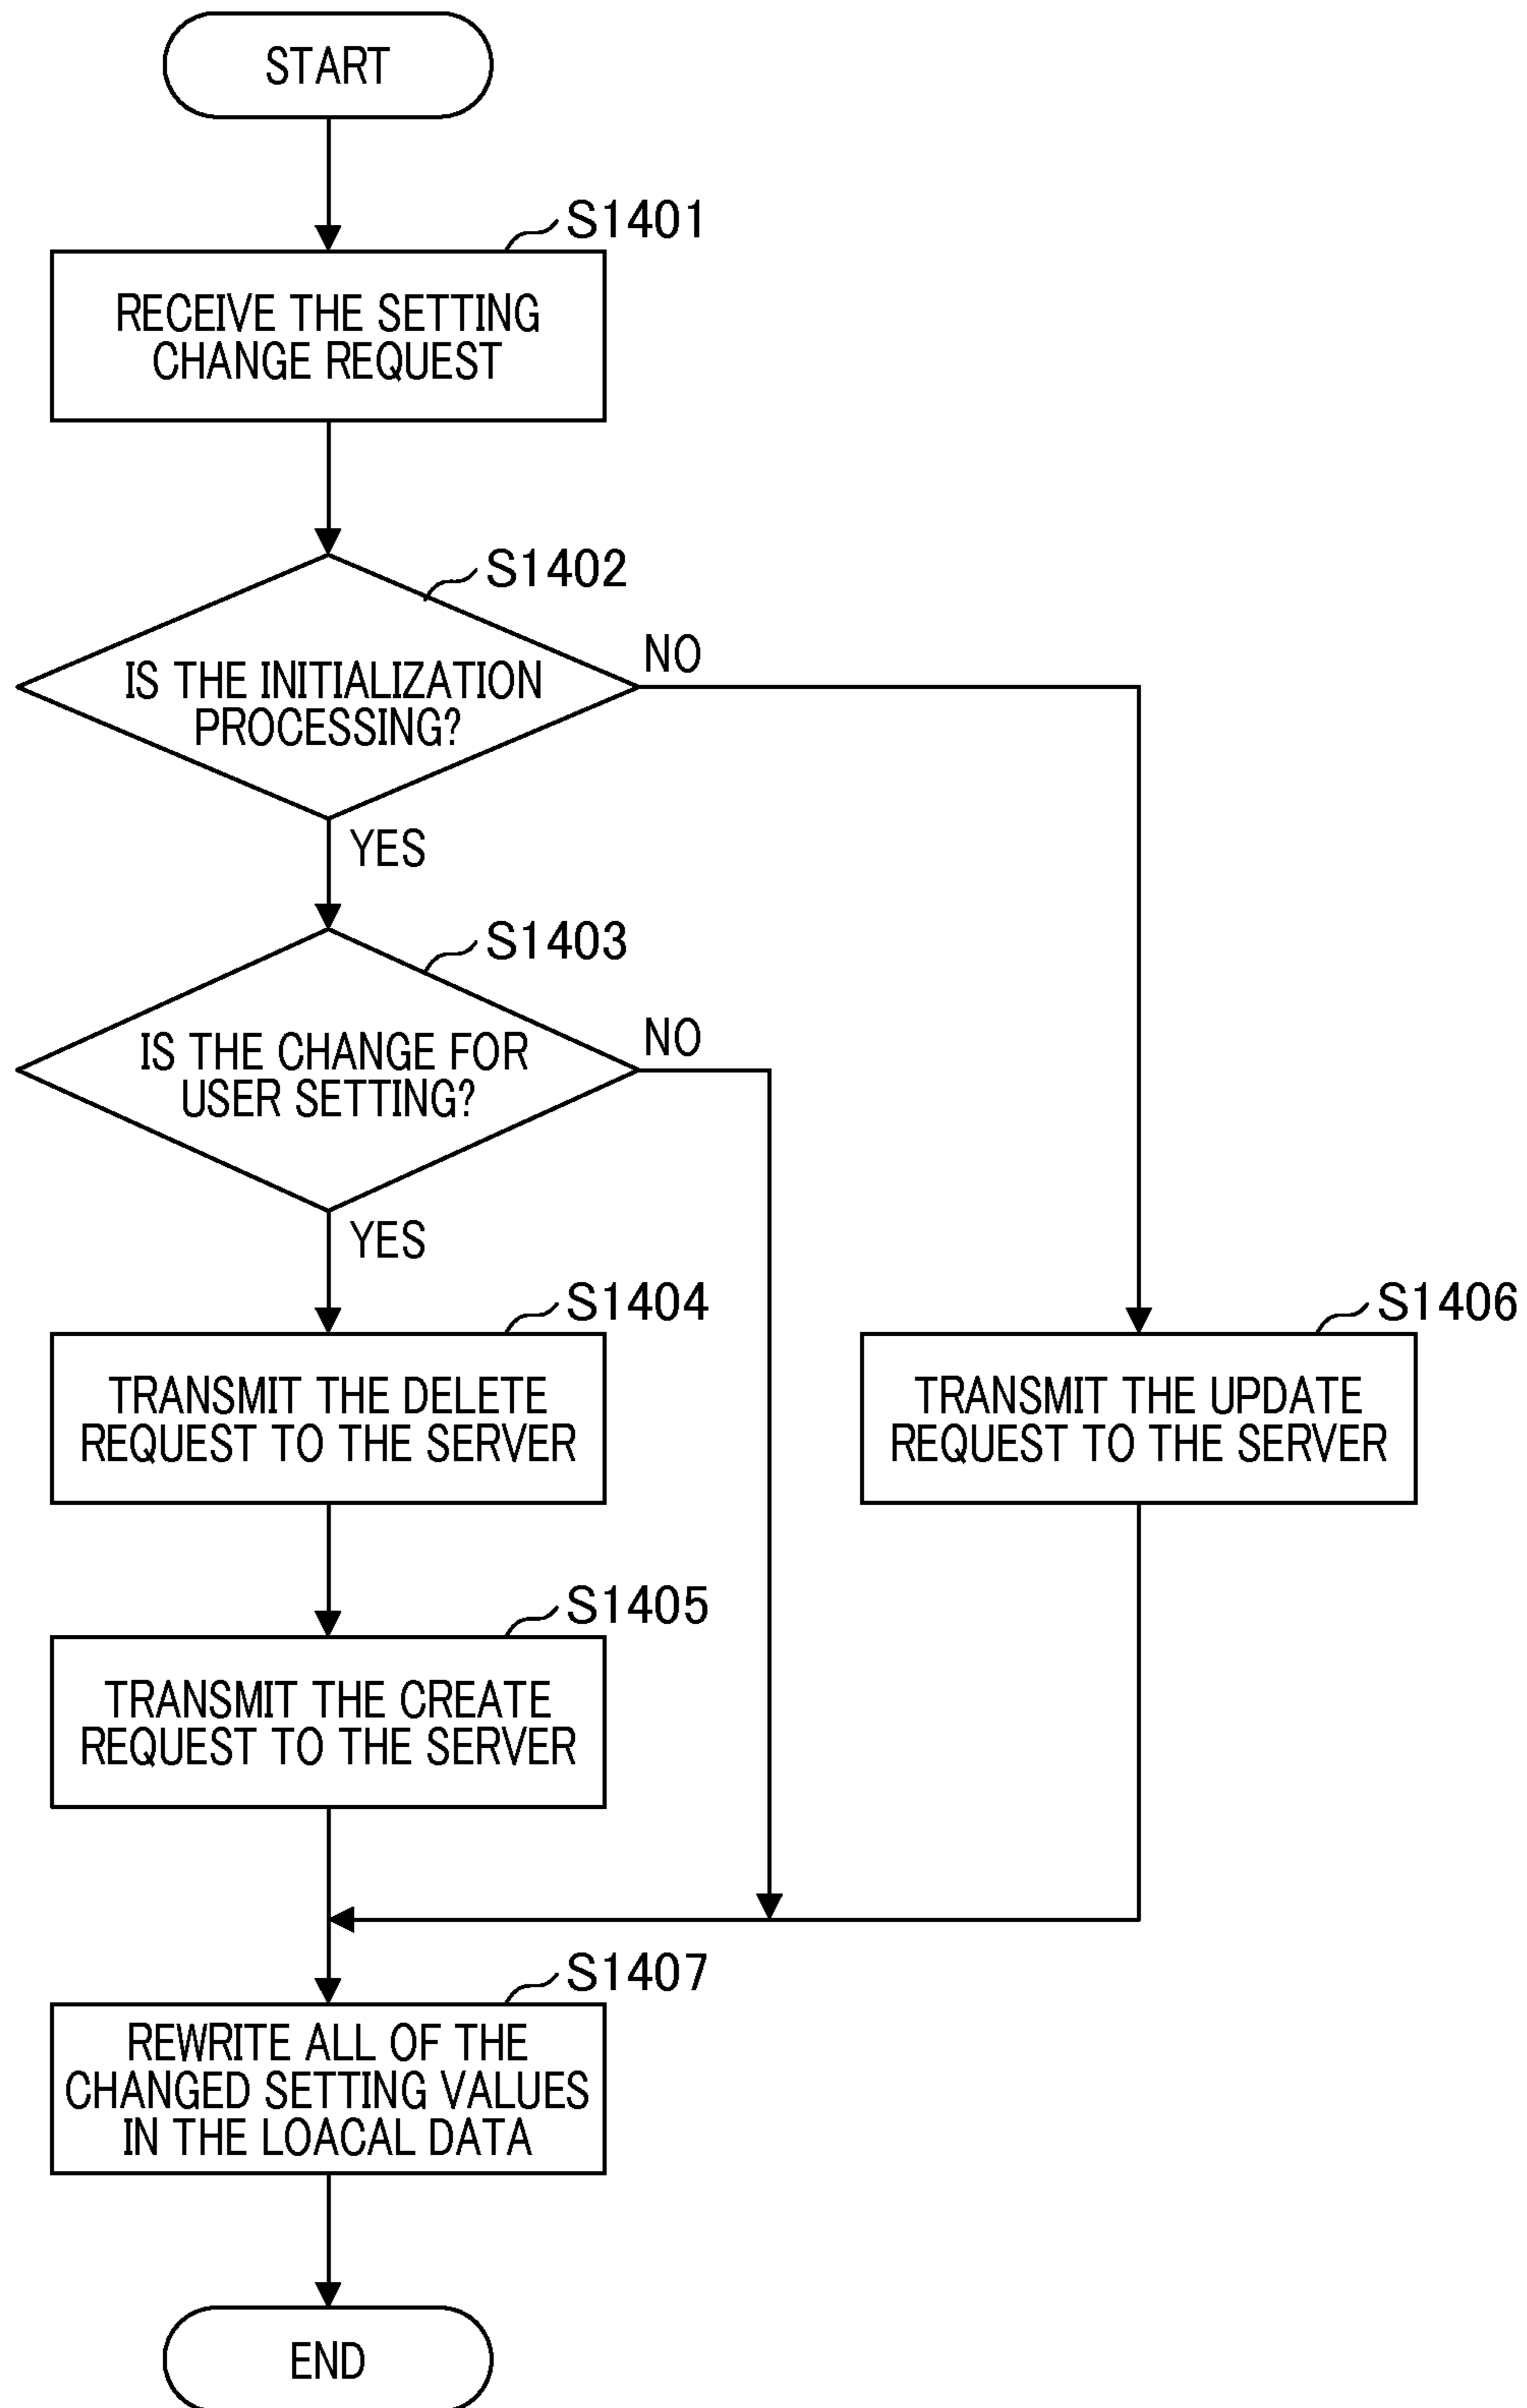 START
S1401
RECEIVE THE SETTING
CHANGE REQUEST
S1402
IS THE INITIALIZATION
PROCESSING?
NO
YES
S1403
IS THE CHANGE FOR
USER SETTING?
NO
YES
S1404
TRANSMIT THE DELETE
REQUEST TO THE SERVER
S1406
TRANSMIT THE UPDATE
REQUEST TO THE SERVER
S1405
TRANSMIT THE CREATE
REQUEST TO THE SERVER
S1407
REWRITE ALL OF THE
CHANGED SETTING VALUES
IN THE LOACAL DATA
END